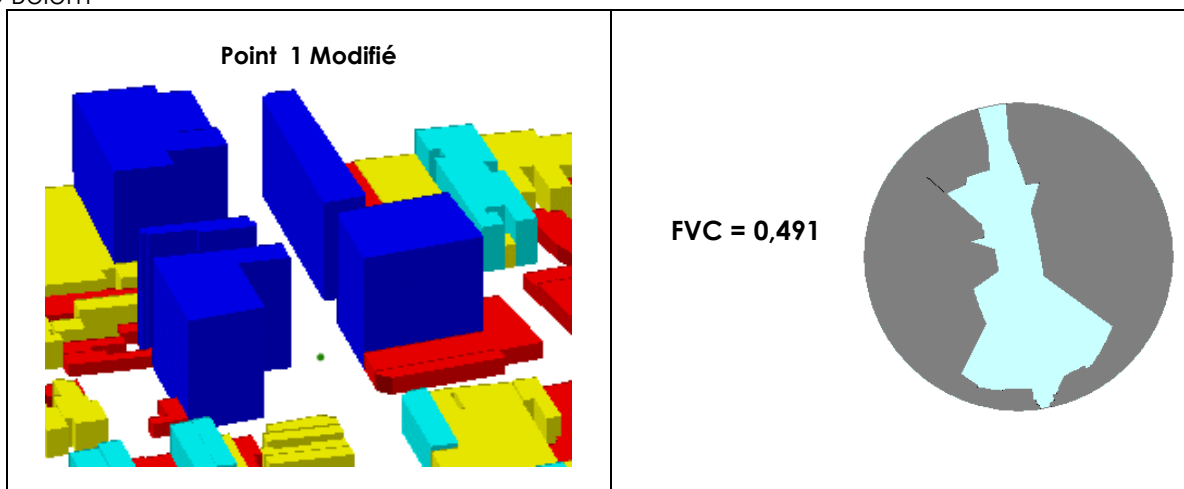 Point 1 Modifié
FVC = 0,491